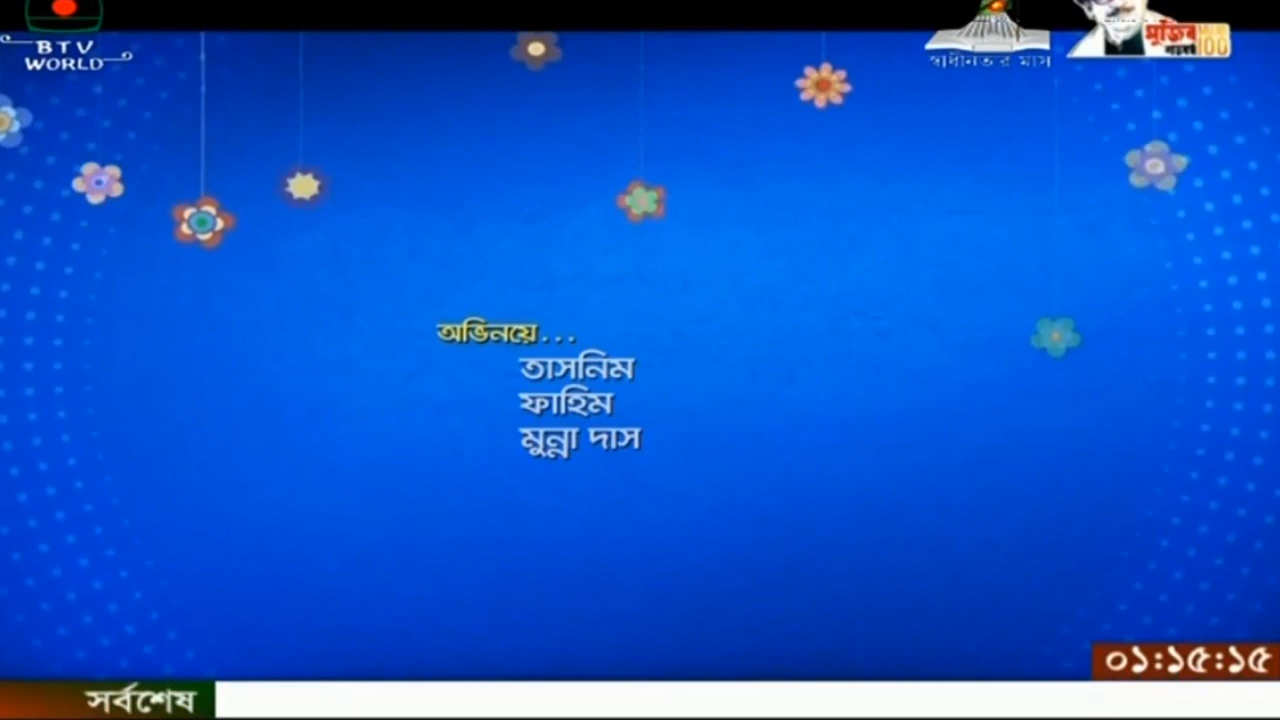 BTV
WORLD
স্বাধীনতার মাস
মুজিব
100
অভিনয়ে...
তাসনিম
ফাহিম
মুন্না দাস
০১:১৫:১৫
সর্বশেষ